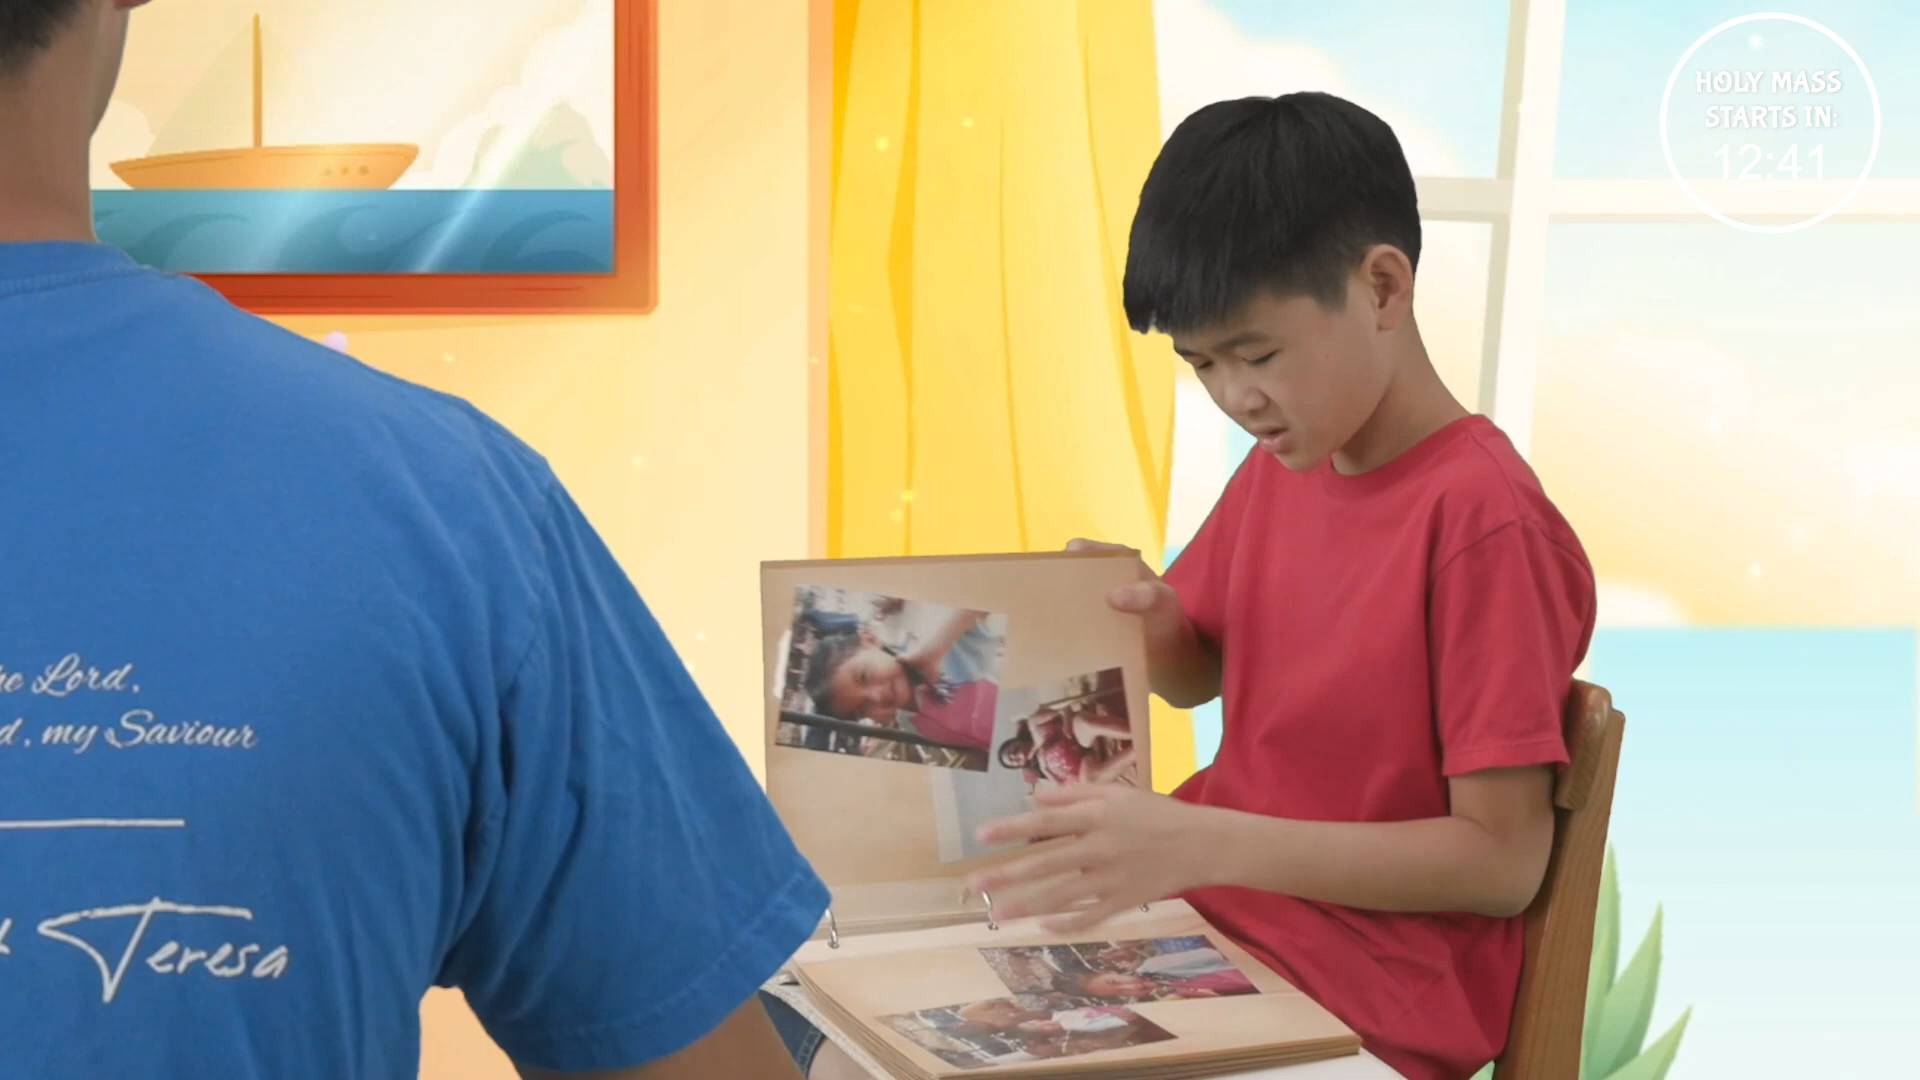 HOLY MASS
STARTS IN:
12:41
he Lord,
d, my Saviour
Teresa